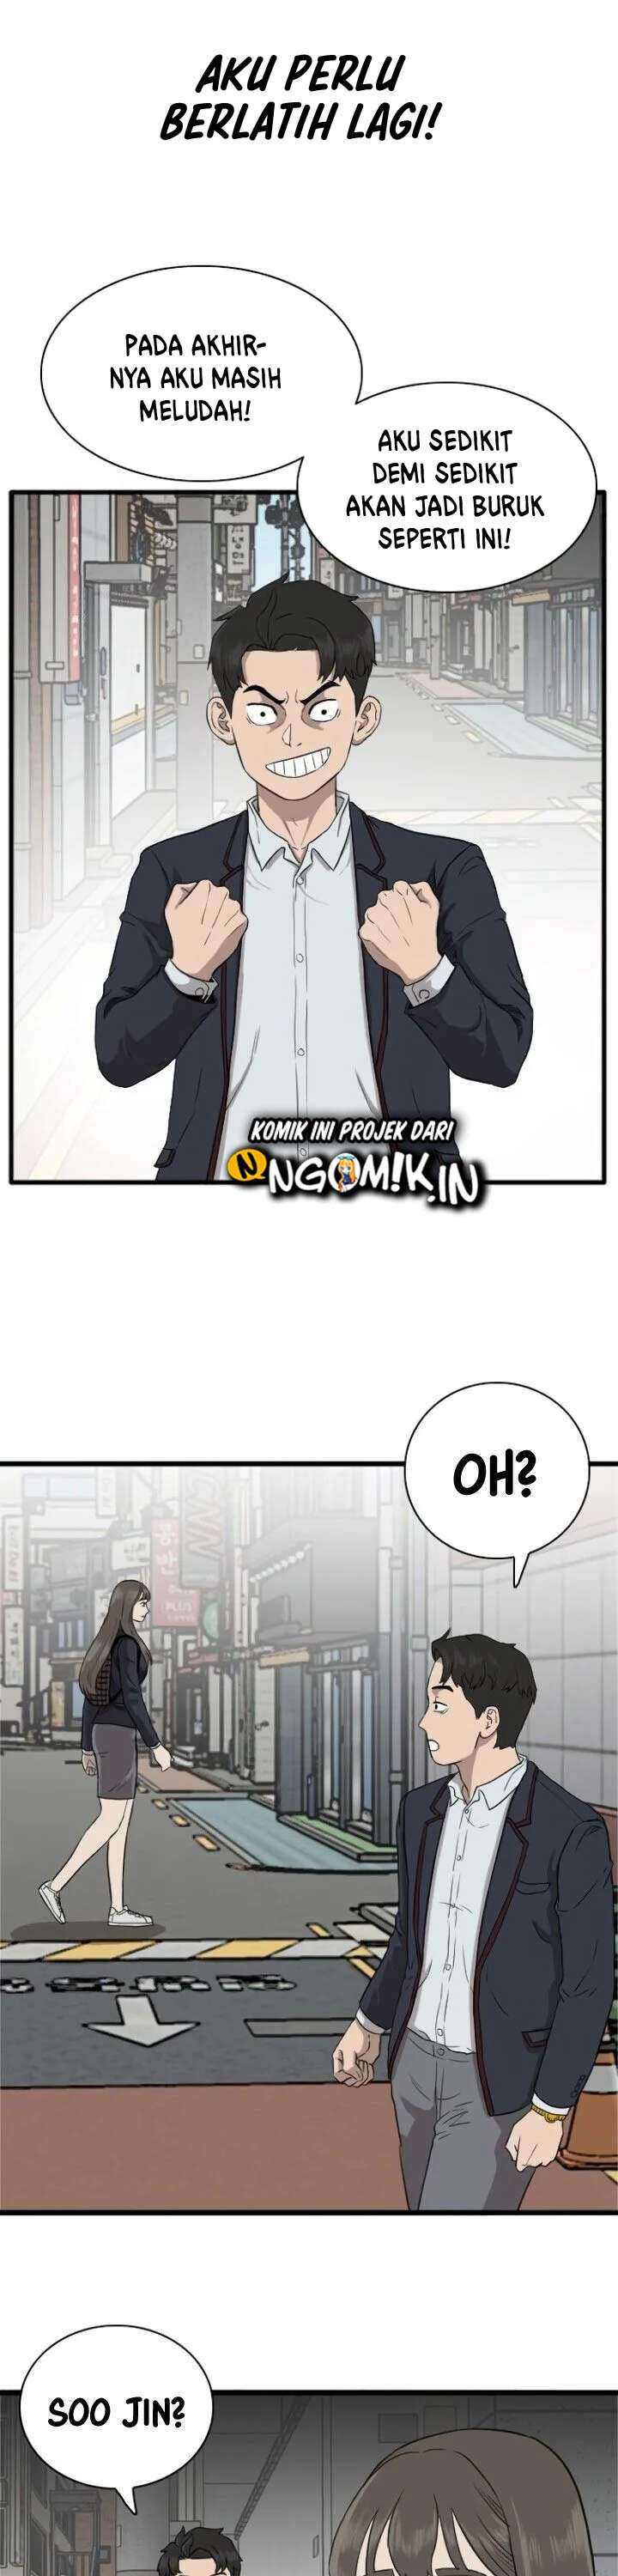 AKU PERLU
BERLATIH LAGI!
PADA AKHIR-
NYA AKU MASIH
MELUDAH!
AKU SEDIKIT
DEMI SEDIKIT
AKAN JADI BURUK
SEPERTI INI!
KOMIK INI PROJEK DARI
NGOMIK.IN
OH?
PLUS
SOO JIN?